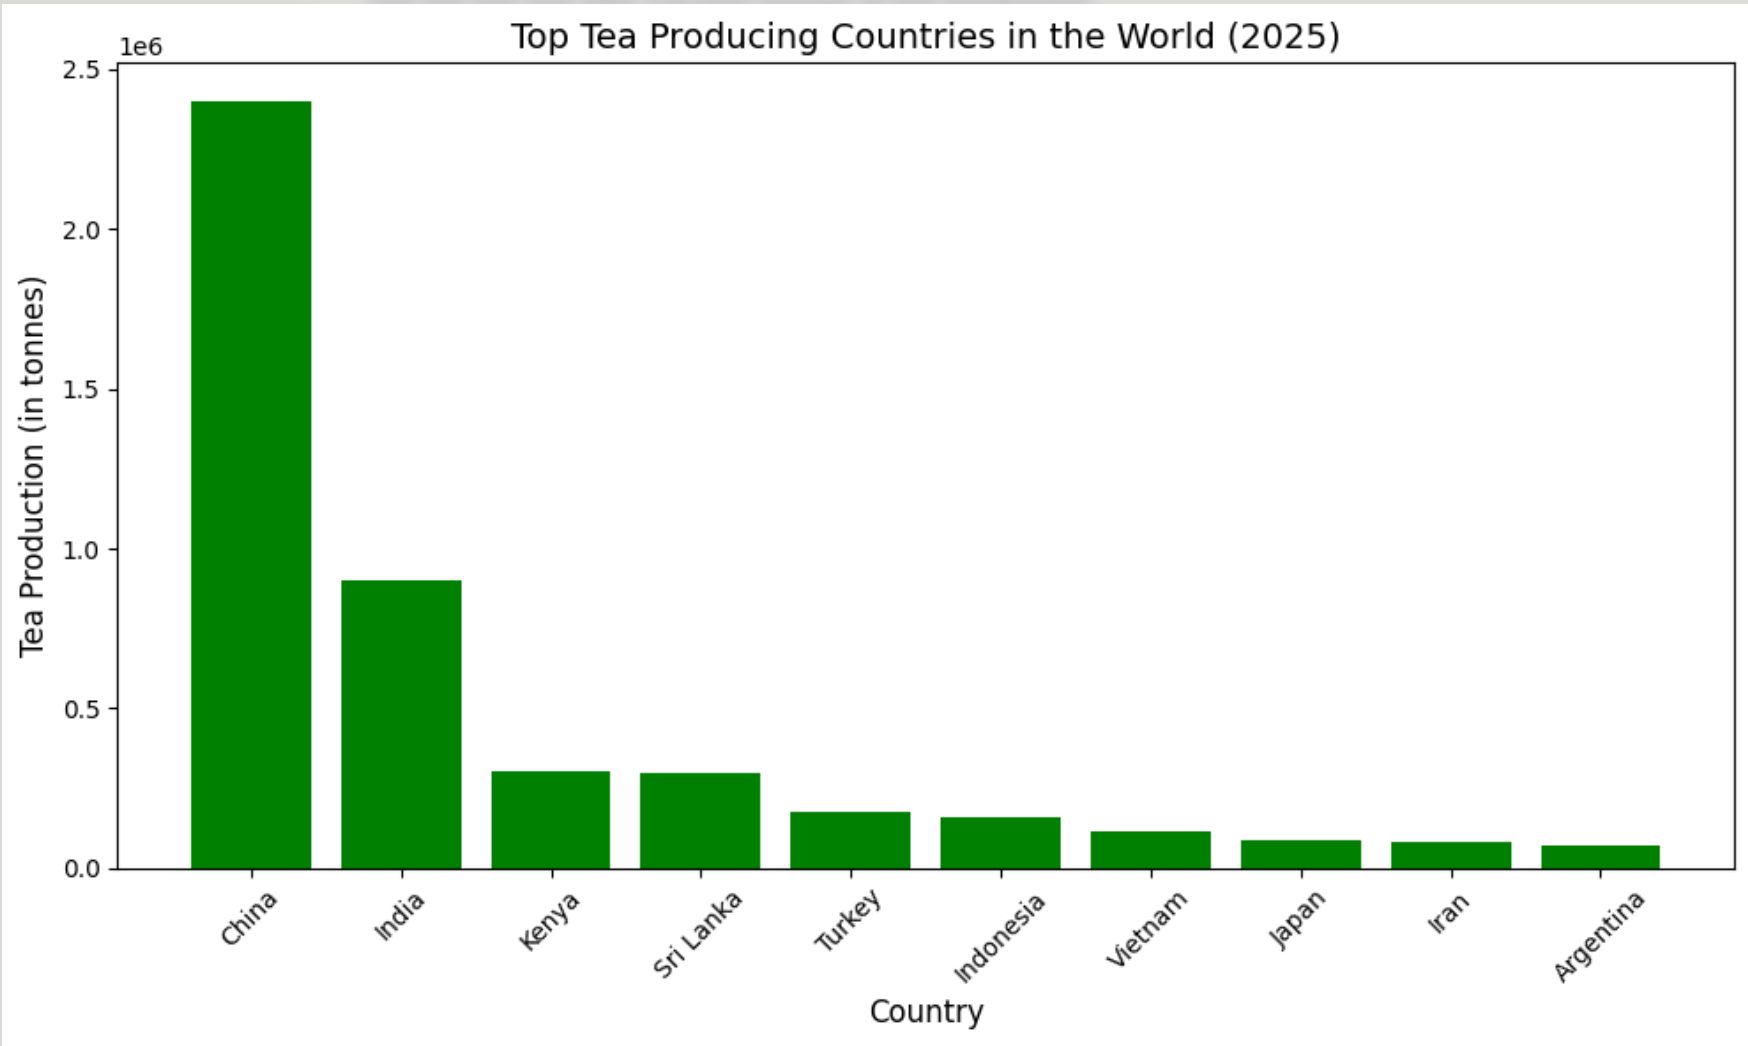 Top Tea Producing Countries in the World (2025)
1e6
2.5
2.0
1.5
1.0
0.5
0.0
Tea Production (in tonnes)
China
India
Kenya
Sri Lanka
Turkey
Indonesia
Vietnam
Japan
Iran
Argentina
Country